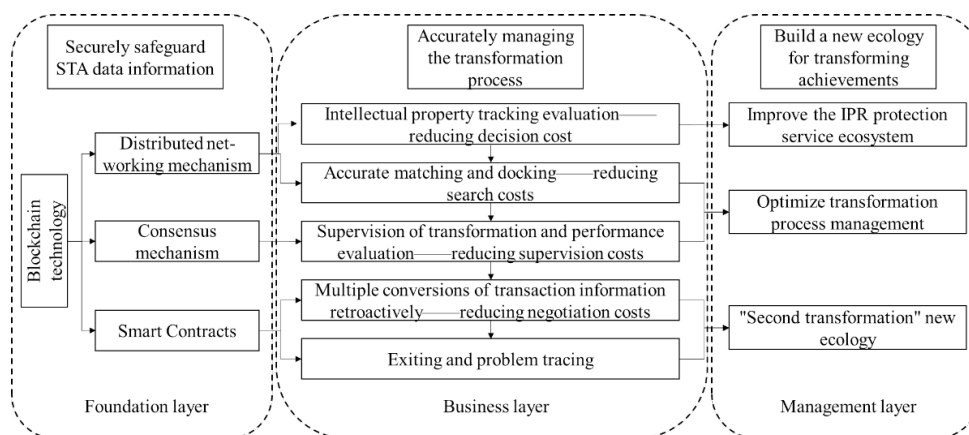 Securely safeguard
STA data information
Blockchain
technology
Distributed net-
working mechanism
Consensus
mechanism
Smart Contracts
Foundation layer
Accurately managing
the transformation
process
Intellectual property tracking evaluation——
reducing decision cost
Accurate matching and docking——reducing
search costs
Supervision of transformation and performance
evaluation——reducing supervision costs
Multiple conversions of transaction information
retroactively——reducing negotiation costs
Exiting and problem tracing
Business layer
Build a new ecology
for transforming
achievements
Improve the IPR protection
service ecosystem
Optimize transformation
process management
"Second transformation" new
ecology
Management layer